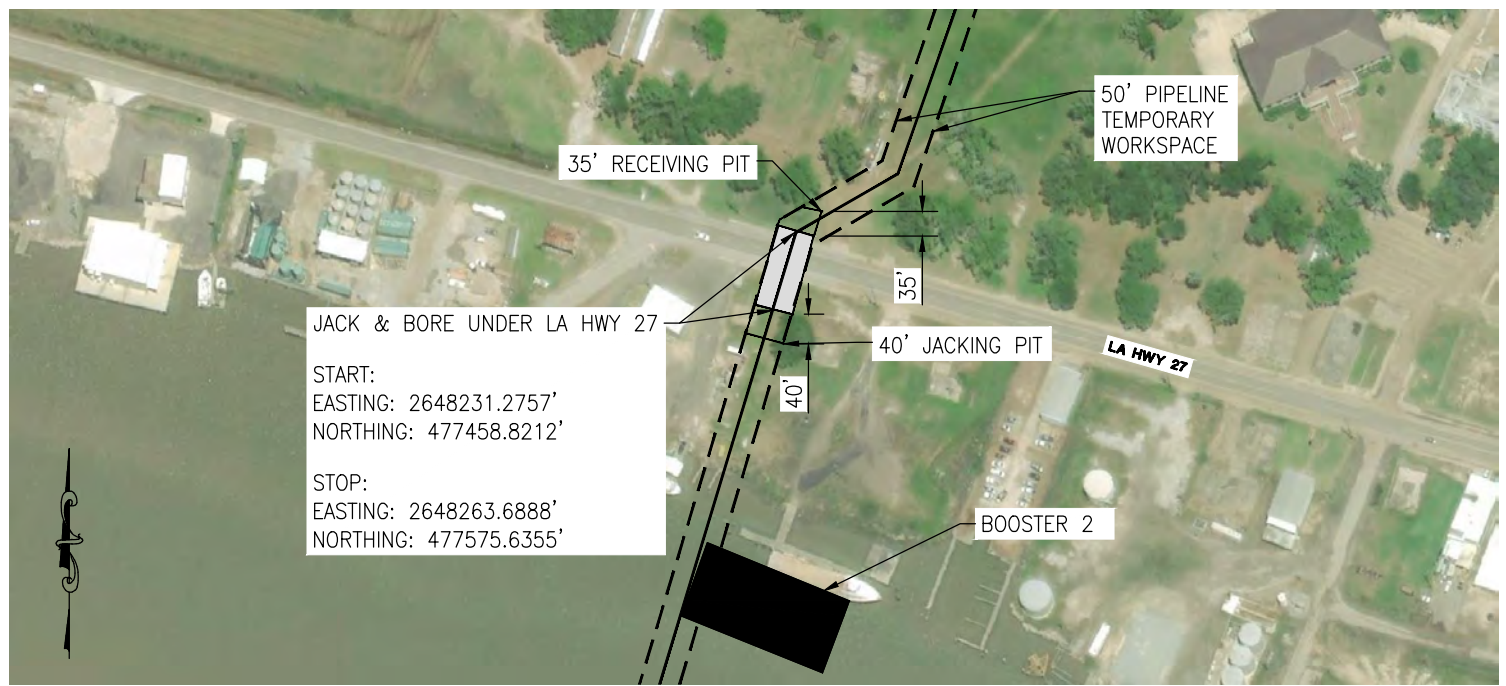 50' PIPELINE
TEMPORARY
WORKSPACE
35' RECEIVING PIT
35'
JACK & BORE UNDER LA HWY 27
START:
EASTING: 2648231.2757'
NORTHING: 477458.8212'
STOP:
EASTING: 2648263.6888'
NORTHING: 477575.6355'
40' JACKING PIT
40'
LA HWY 27
BOOSTER 2